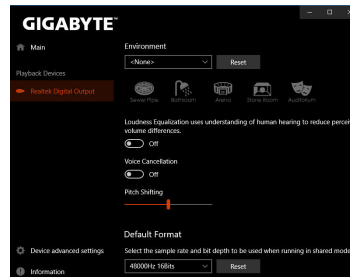 GIGABYTE™
Main
Playback Devices
Realtek Digital Output
Device advanced settings
Information
Environment
<None>
Reset
Sewer Pipe
Bathroom
Arena
Stone Room
Auditorium
Loudness Equalization uses understanding of human hearing to reduce
volume differences.
Off
Voice Cancellation
Off
Pitch Shifting
Default Format
Select the sample rate and bit depth to be used when running in shared mode
48000Hz 16Bits
Reset